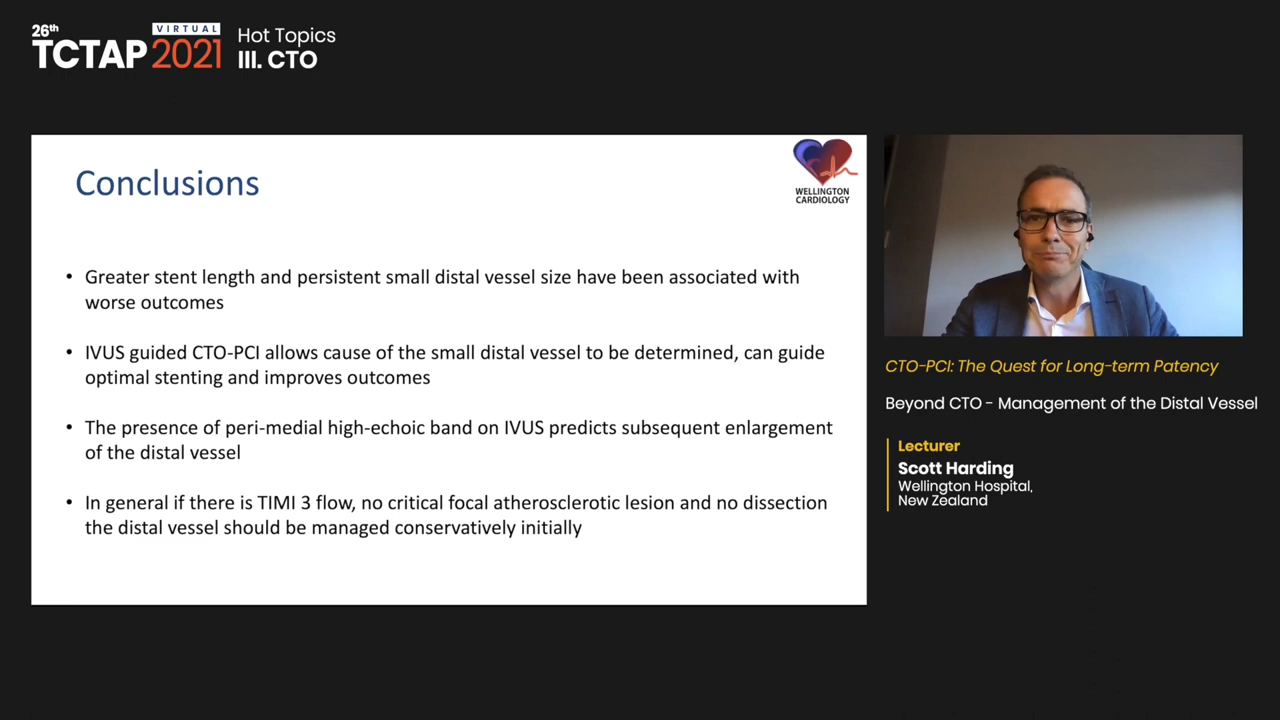 26th
VIRTUAL
TCTAP 2021
Hot Topics
III. CTO
Conclusions
WELLINGTON
CARDIOLOGY
• Greater stent length and persistent small distal vessel size have been associated with
worse outcomes
• IVUS guided CTO-PCI allows cause of the small distal vessel to be determined, can guide
optimal stenting and improves outcomes
• The presence of peri-medial high-echoic band on IVUS predicts subsequent enlargement
of the distal vessel
• In general if there is TIMI 3 flow, no critical focal atherosclerotic lesion and no dissection
the distal vessel should be managed conservatively initially
CTO-PCI: The Quest for Long-term Patency
Beyond CTO - Management of the Distal Vessel
Lecturer
Scott Harding
Wellington Hospital,
New Zealand